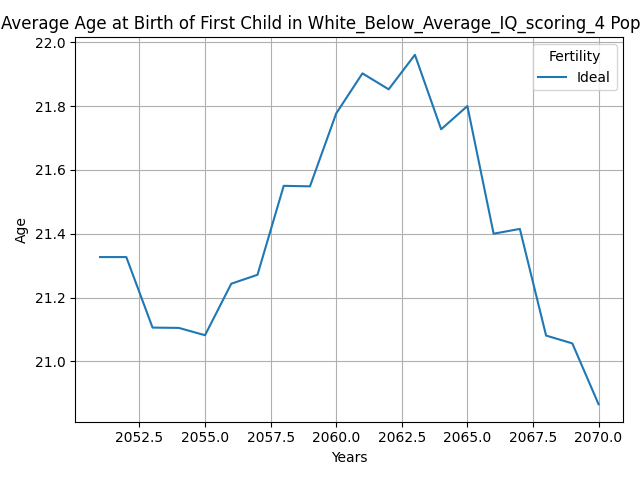 Average Age at Birth of First Child in White_Below_Average_IQ_scoring_4 Pop
Fertility
Ideal
22.0
21.8
21.6
21.4
21.2
21.0
Age
2052.5 2055.0 2057.5 2060.0 2062.5 2065.0 2067.5 2070.0
Years